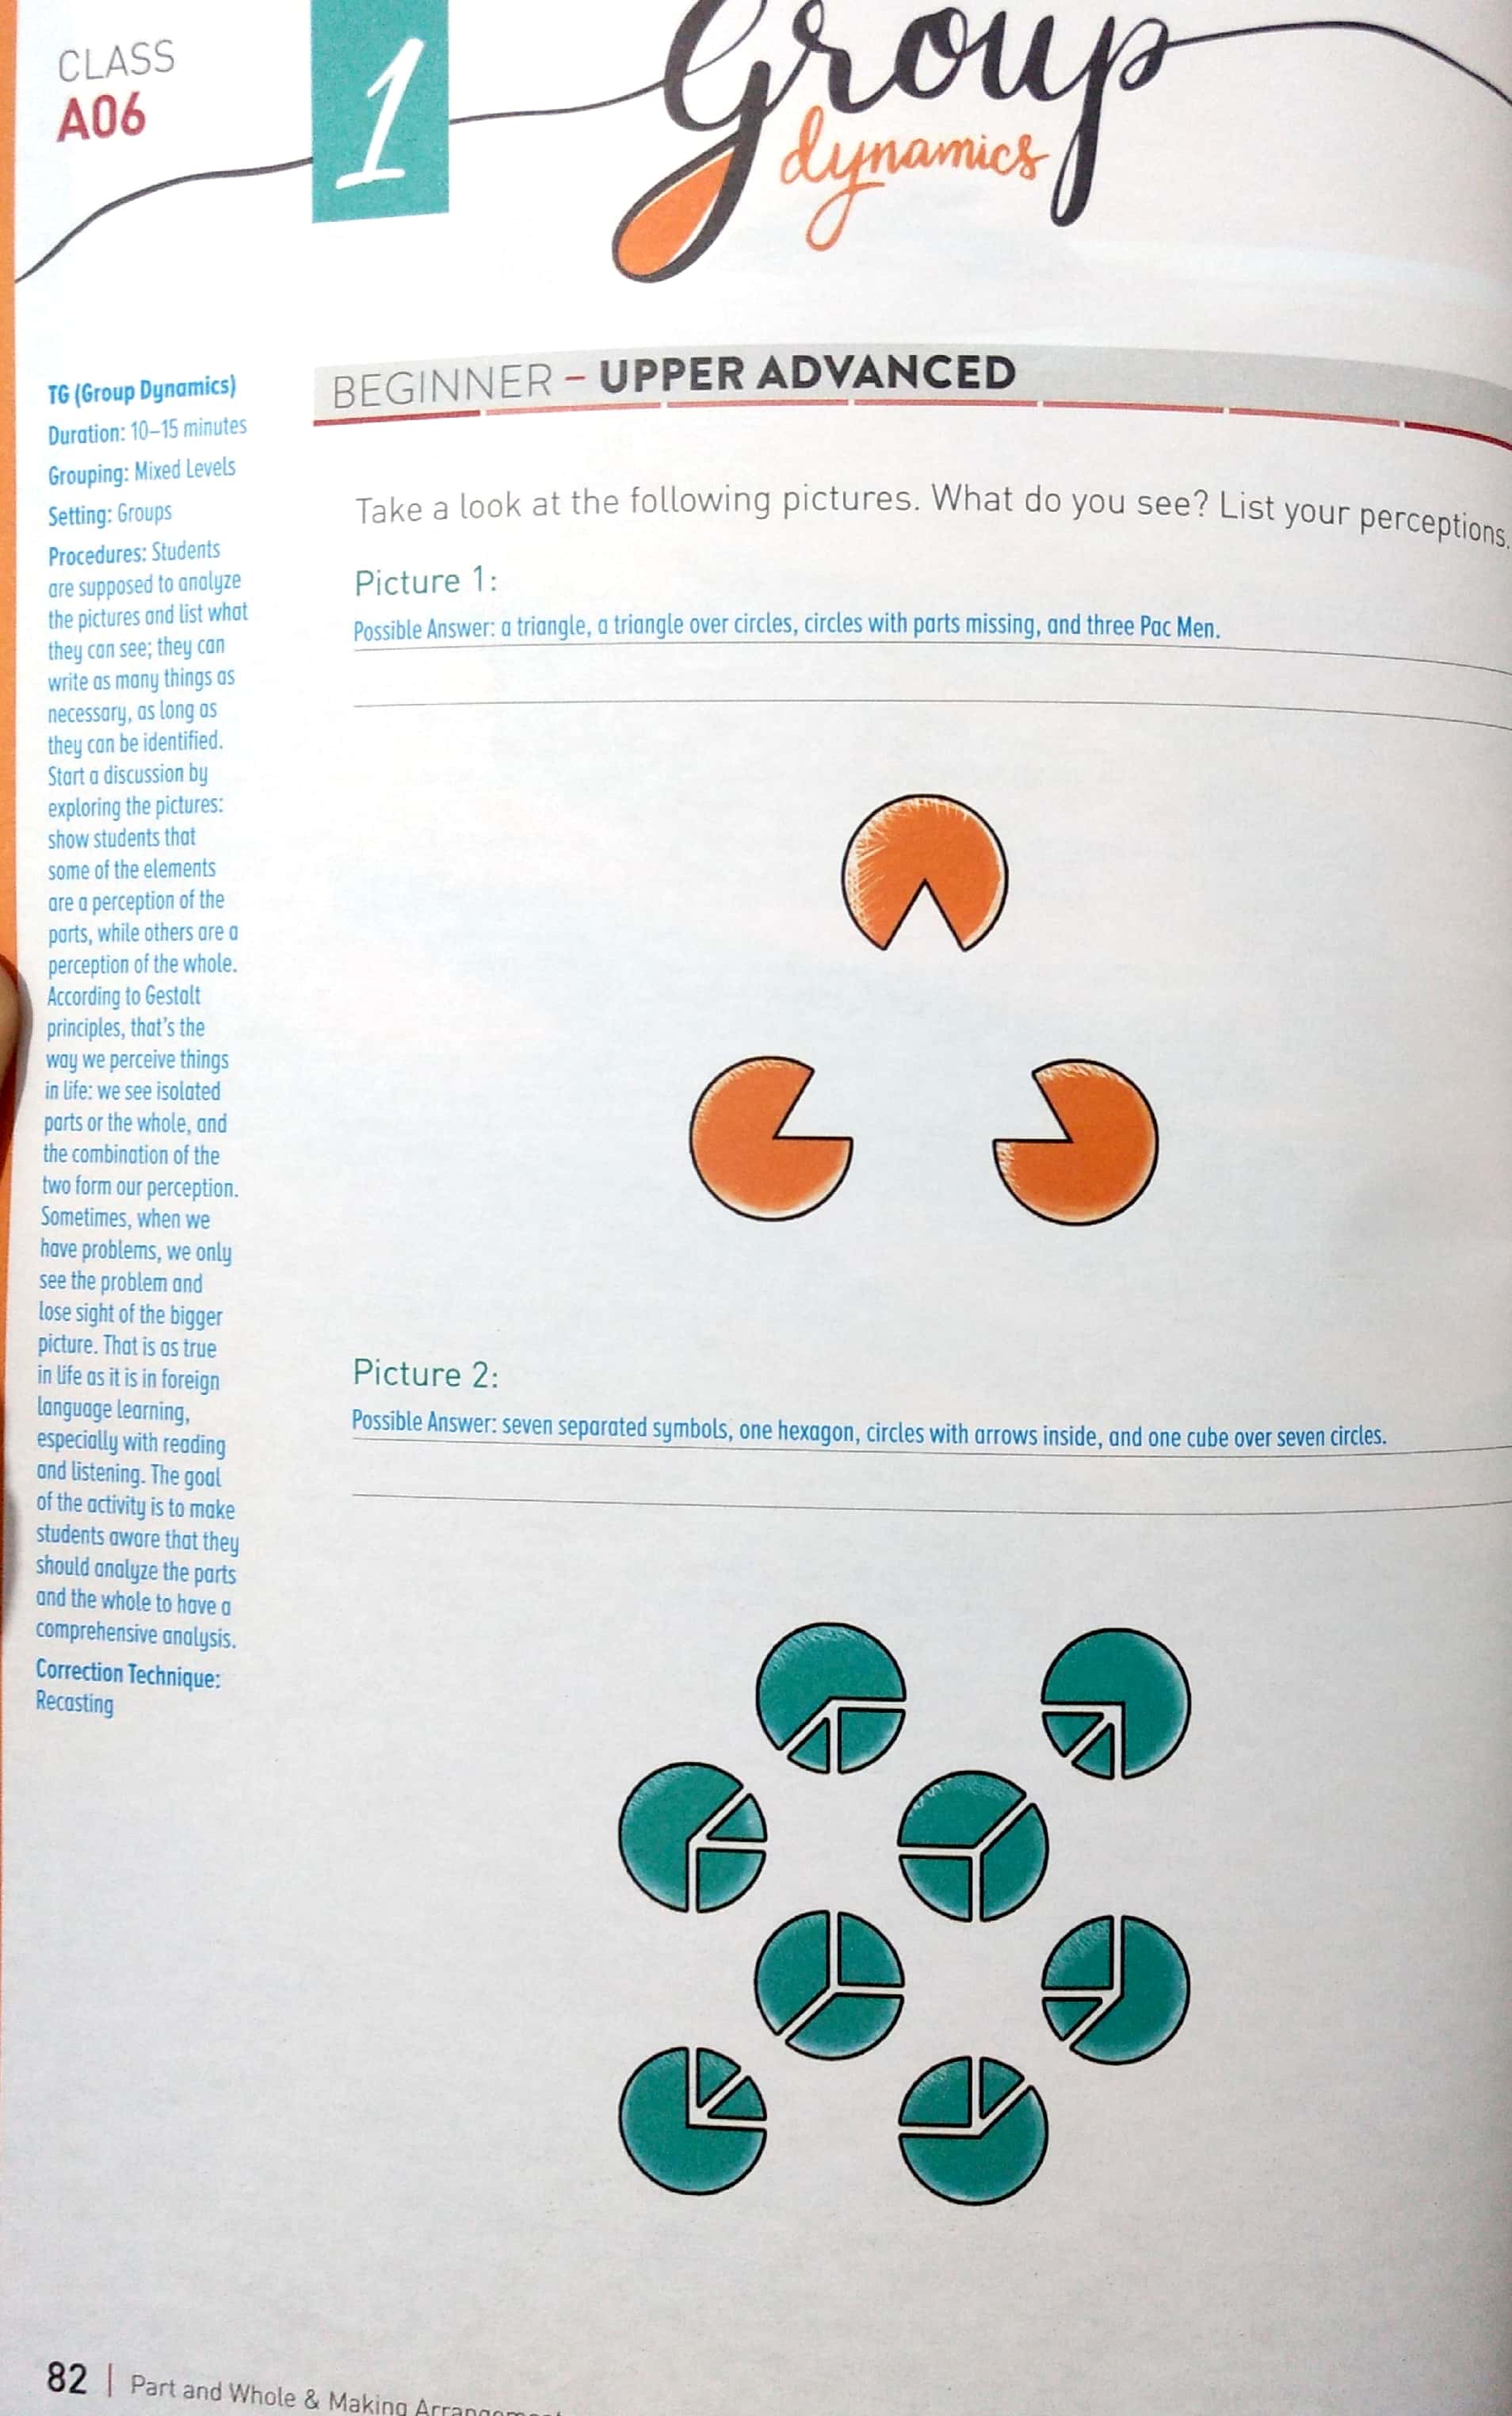 CLASS
A06
1
Group
dynamics
BEGINNER – UPPER ADVANCED
TG (Group Dynamics)
Duration: 10–15 minutes
Grouping: Mixed Levels
Setting: Groups
Procedures: Students
are supposed to analyze
the pictures and list what
they can see; they can
write as many things as
necessary, as long as
they can be identified.
Start a discussion by
exploring the pictures:
show students that
some of the elements
are a perception of the
parts, while others are a
perception of the whole.
According to Gestalt
principles, that's the
way we perceive things
in life: we see isolated
parts or the whole, and
the combination of the
two form our perception.
Sometimes, when we
have problems, we only
see the problem and
lose sight of the bigger
picture. That is as true
in life as it is in foreign
language learning,
especially with reading
and listening. The goal
of the activity is to make
students aware that they
should analyze the parts
and the whole to have a
comprehensive analysis.
Correction Technique:
Recasting
Take a look at the following pictures. What do you see? List your perceptions.
Picture 1:
Possible Answer: a triangle, a triangle over circles, circles with parts missing, and three Pac Men.
Picture 2:
Possible Answer: seven separated symbols, one hexagon, circles with arrows inside, and one cube over seven circles.
82 | Part and Whole & Making